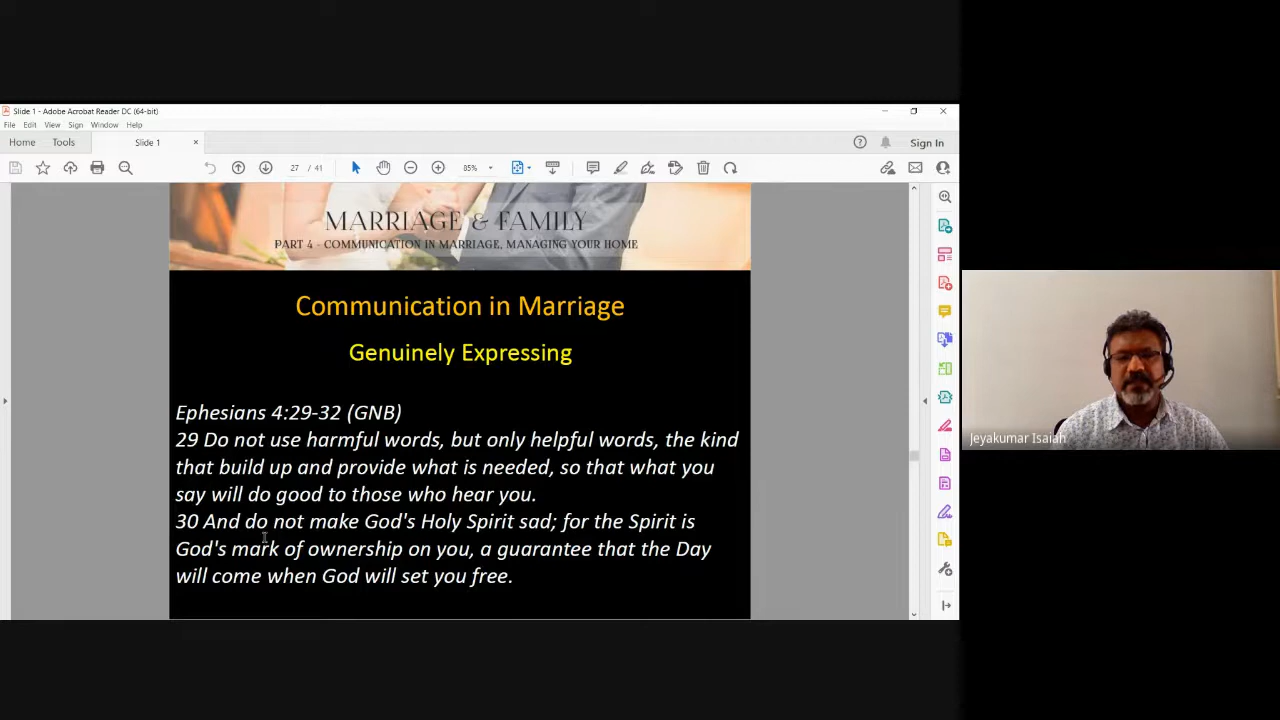 Slide 1 - Adobe Acrobat Reader DC (64-bit)
File Edit View Sign Window Help
Home Tools Slide 1 × Sign In
27 / 41 85%
MARRIAGE & FAMILY
PART 4 - COMMUNICATION IN MARRIAGE, MANAGING YOUR HOME
Communication in Marriage
Genuinely Expressing
Ephesians 4:29-32 (GNB)
29 Do not use harmful words, but only helpful words, the kind
that build up and provide what is needed, so that what you
say will do good to those who hear you.
30 And do not make God's Holy Spirit sad; for the Spirit is
God's mark of ownership on you, a guarantee that the Day
will come when God will set you free.
Jeyakumar Isaiah